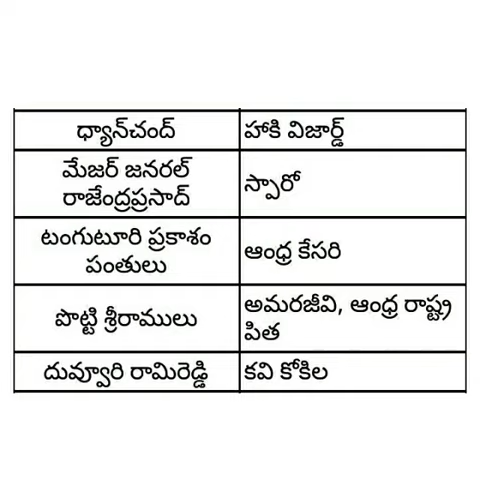 ధ్యాన్‌చంద్ హాకి విజార్డ్
మేజర్ జనరల్
రాజేంద్రప్రసాద్ స్పారో
టంగుటూరి ప్రకాశం
పంతులు ఆంధ్ర కేసరి
పొట్టి శ్రీరాములు అమరజీవి, ఆంధ్ర రాష్ట్ర
పిత
దువ్వూరి రామిరెడ్డి కవి కోకిల